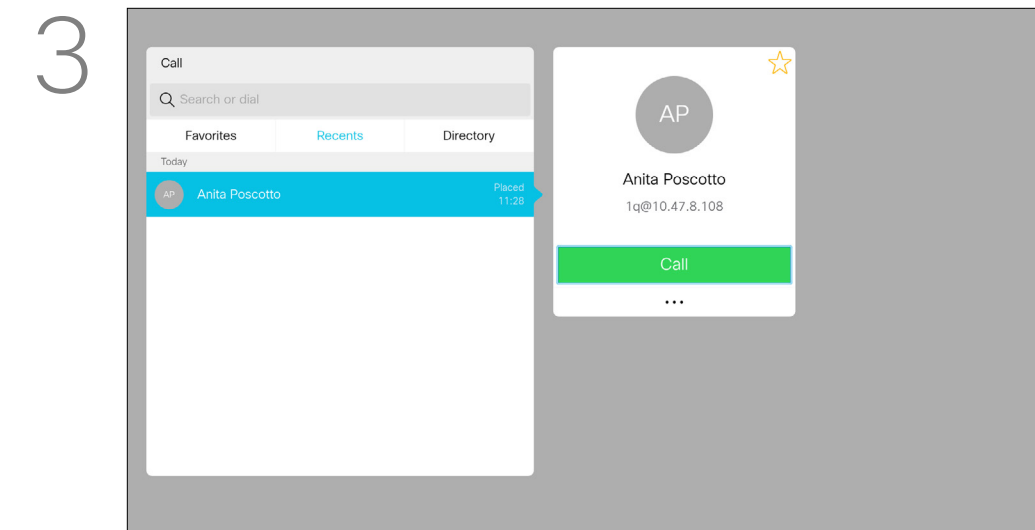 3
Call
Search or dial
Favorites Recents Directory
Today
AP Anita Poscotto Placed
11:28
AP
Anita Poscotto
1q@10.47.8.108
Call
...